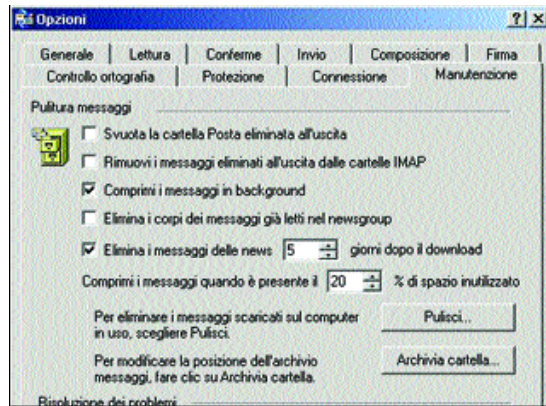 Opzioni
Generale Lettura Conferme Invio Composizione Firma
Controllo ortografia Protezione Connessione Manutenzione
Pulitura messaggi
Svuota la cartella Posta eliminata all'uscita
Rimuovi i messaggi eliminati all'uscita dalle cartelle IMAP
Comprimi i messaggi in background
Elimina i corpi dei messaggi già letti nel newsgroup
Elimina i messaggi delle news 5 giorni dopo il download
Comprimi i messaggi quando è presente il 20 % di spazio inutilizzato
Per eliminare i messaggi scaricati sul computer
in uso, scegliere Pulisci.
Pulisci...
Per modificare la posizione dell'archivio
messaggi, fare clic su Archivia cartella.
Archivia cartella...
Risoluzione dei problemi